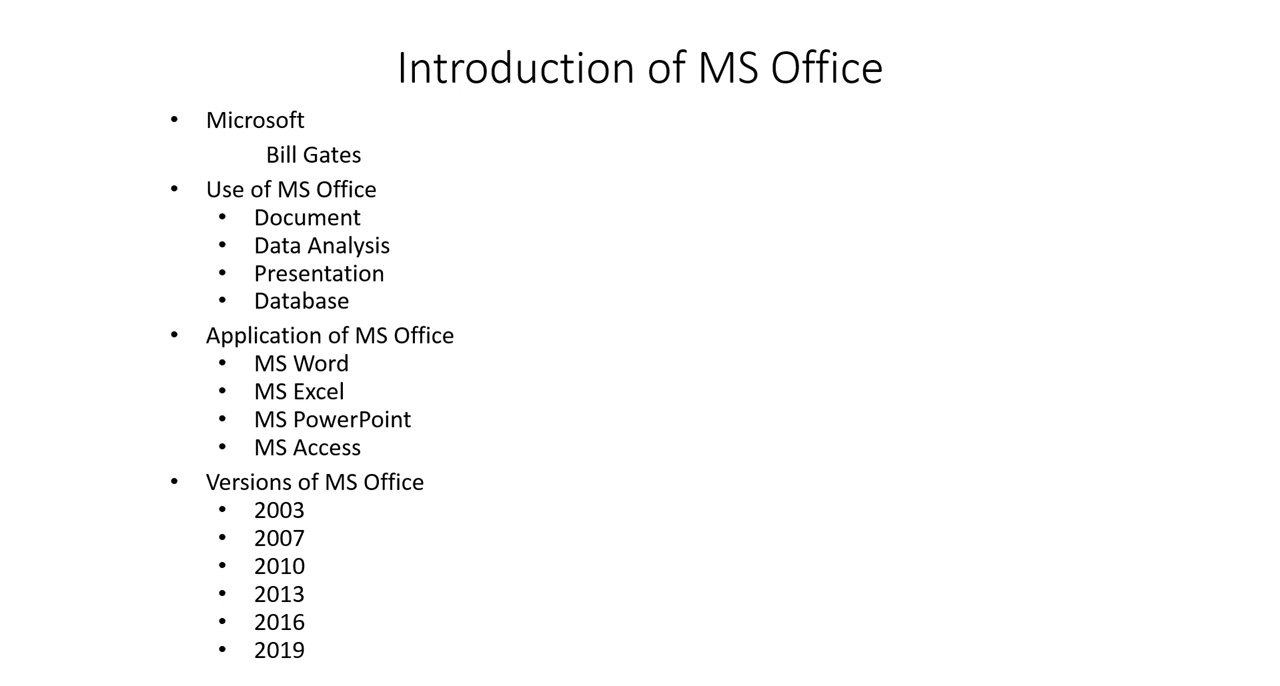 Introduction of MS Office
• Microsoft
Bill Gates
• Use of MS Office
• Document
• Data Analysis
• Presentation
• Database
• Application of MS Office
• MS Word
• MS Excel
• MS PowerPoint
• MS Access
• Versions of MS Office
• 2003
• 2007
• 2010
• 2013
• 2016
• 2019